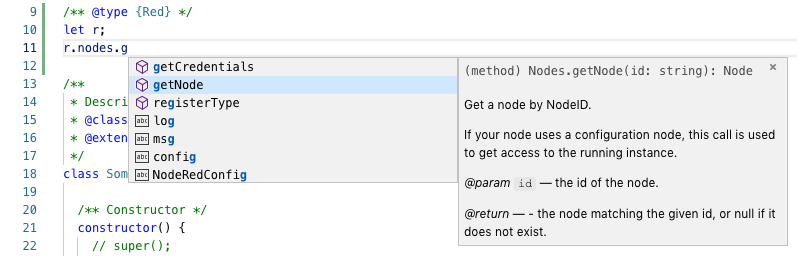 9 /** @type {Red} */
10 let r;
11 r.nodes.g
12
getCredentials
getNode
registerType
abc log
abc msg
abc config
abc NodeRedConfig
(method) Nodes.getNode(id: string): Node ×
Get a node by NodeID.
If your node uses a configuration node, this call is used
to get access to the running instance.
@param id — the id of the node.
@return — - the node matching the given id, or null if it
does not exist.
13 /**
14 * Descri
15 * @class
16 * @exten
17 */
18 class Som
19
20 /** Constructor */
21 constructor() {
22 // super();